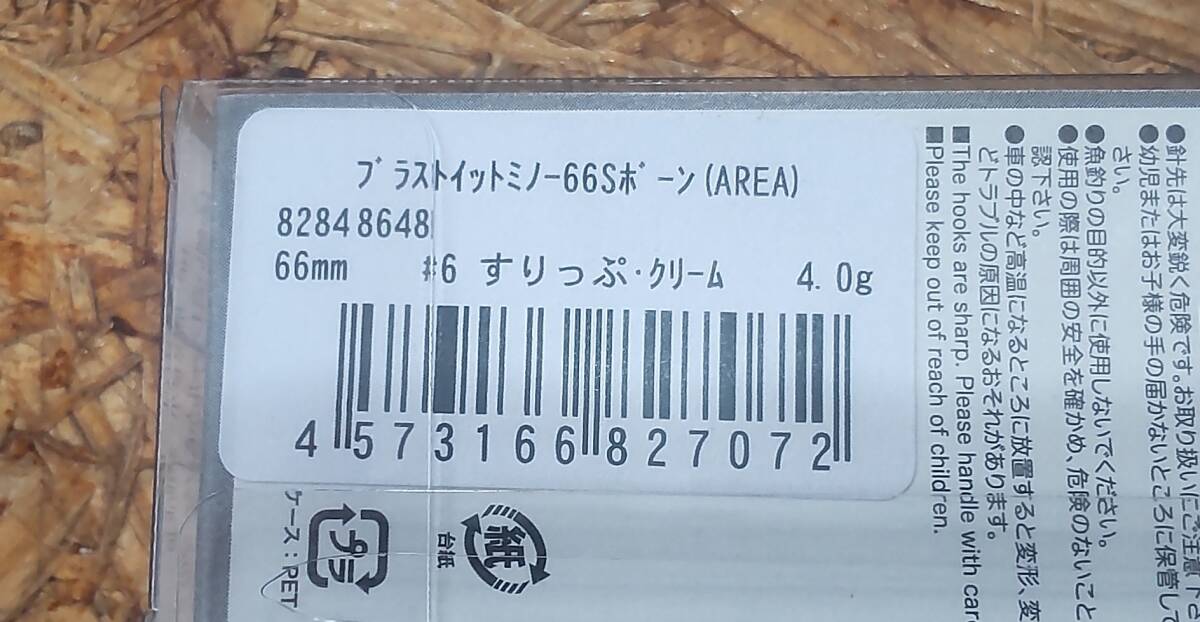 ﾌﾞﾗｽﾄｲｯﾄﾐﾉｰ66Sﾎﾞｰﾝ(AREA)
82848648
66mm #6 すりっぷ･ｸﾘｰﾑ 4.0g
4 573166 827072
ケース：PET
プラ
台紙
紙
●針先は大変鋭く危険です。お取り扱いにご注意下さ
●幼児またはお子様の手の届かないところに保管して
さい。
●魚釣りの目的以外に使用しないでください。
●使用の際は周囲の安全を確かめ、危険のないこと
認下さい。
●車の中など高温になるところに放置すると変形、変
どトラブルの原因になるおそれがあります。
■The hooks are sharp. Please handle with care
■Please keep out of reach of children.